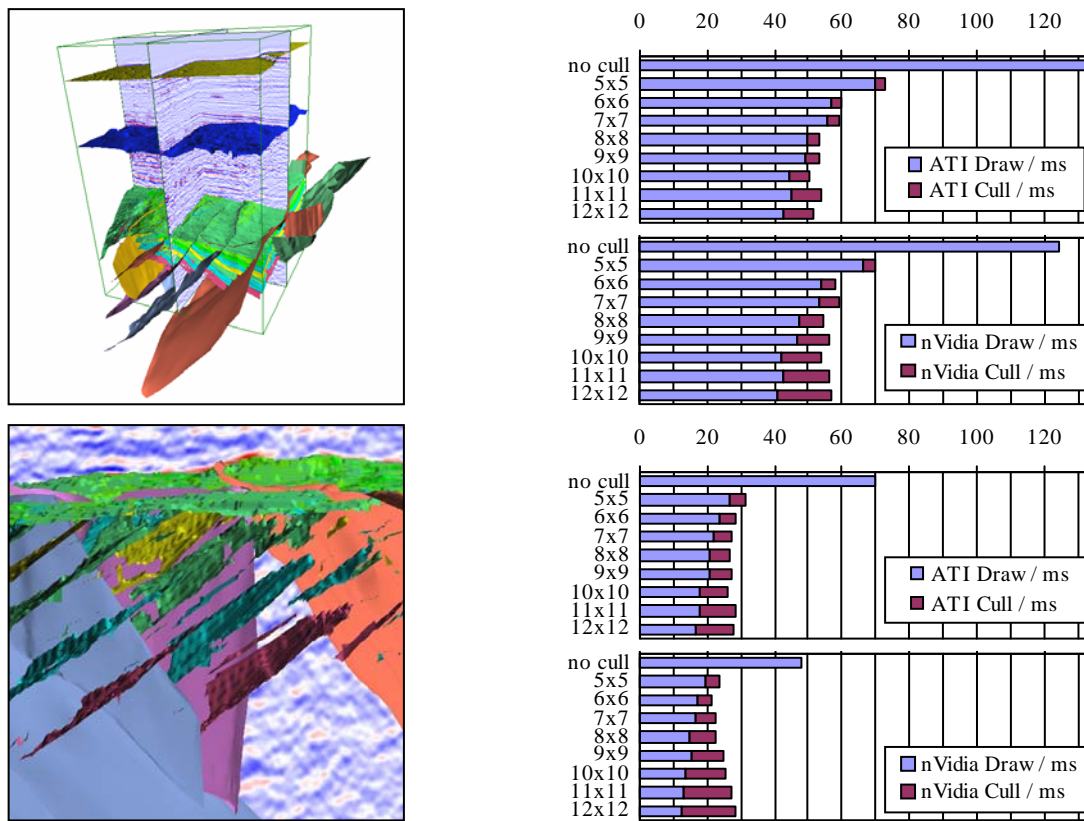 0 20 40 60 80 100 120
no cull
5x5
6x6
7x7
8x8
9x9
10x10
11x11
12x12
ATI Draw / ms
ATI Cull / ms
no cull
5x5
6x6
7x7
8x8
9x9
10x10
11x11
12x12
nVidia Draw / ms
nVidia Cull / ms
0 20 40 60 80 100 120
no cull
5x5
6x6
7x7
8x8
9x9
10x10
11x11
12x12
ATI Draw / ms
ATI Cull / ms
no cull
5x5
6x6
7x7
8x8
9x9
10x10
11x11
12x12
nVidia Draw / ms
nVidia Cull / ms